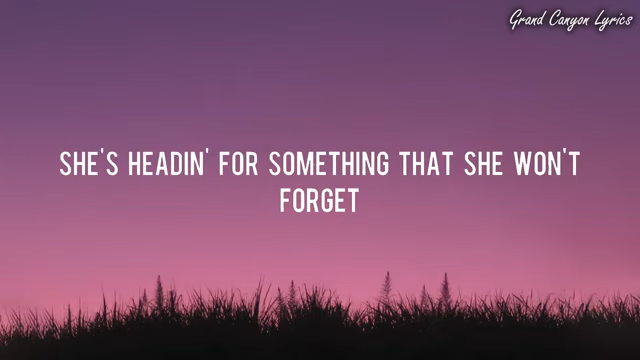 Grand Canyon Lyrics
SHE'S HEADIN' FOR SOMETHING THAT SHE WON'T
FORGET